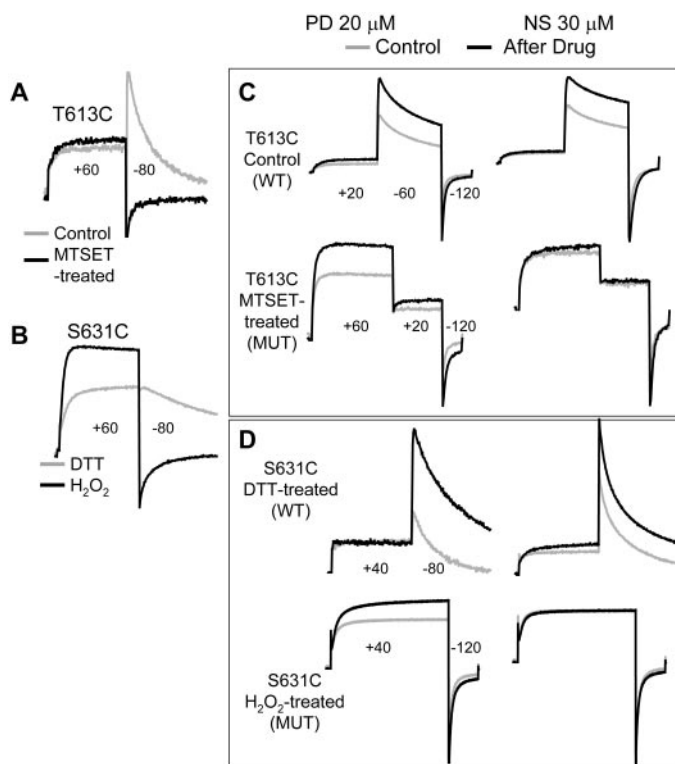 PD 20 μM NS 30 μM
Control After Drug
A
T613C
+60 -80
Control
MTSET
-treated
B
S631C
+60 -80
DTT
H₂O₂
C
T613C
Control
(WT)
+20 -60 -120
T613C
MTSET-
treated
(MUT)
+60 +20 -120
D
S631C
DTT-treated
(WT)
+40 -80
+40 -120
S631C
H₂O₂-treated
(MUT)